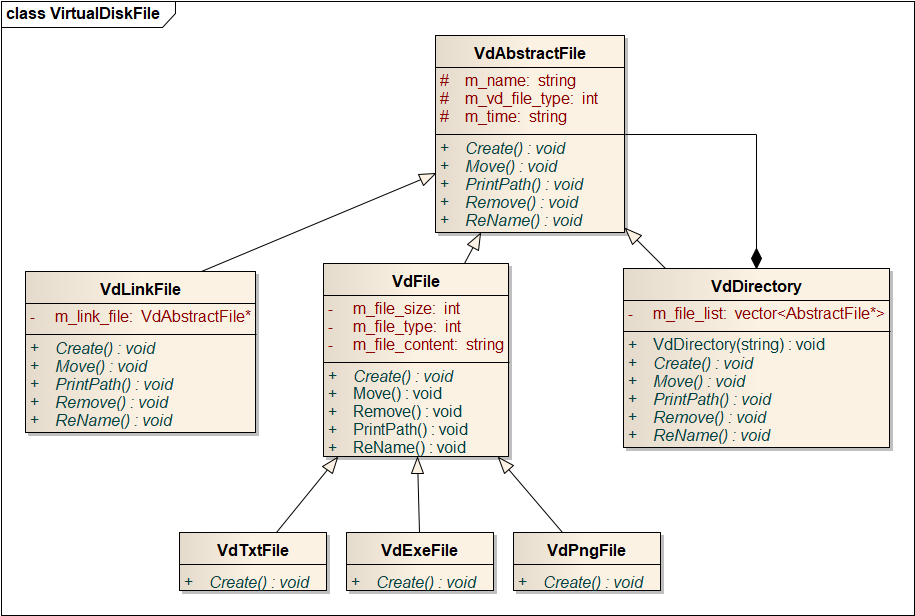 class VirtualDiskFile
VdAbstractFile
# m_name: string
# m_vd_file_type: int
# m_time: string
+ Create() : void
+ Move() : void
+ PrintPath() : void
+ Remove() : void
+ ReName() : void
VdLinkFile
- m_link_file: VdAbstractFile*
+ Create() : void
+ Move() : void
+ PrintPath() : void
+ Remove() : void
+ ReName() : void
VdFile
- m_file_size: int
- m_file_type: int
- m_file_content: string
+ Create() : void
+ Move() : void
+ Remove() : void
+ PrintPath() : void
+ ReName() : void
VdDirectory
- m_file_list: vector<AbstractFile*>
+ VdDirectory(string) : void
+ Create() : void
+ Move() : void
+ PrintPath() : void
+ Remove() : void
+ ReName() : void
VdTxtFile
+ Create() : void
VdExeFile
+ Create() : void
VdPngFile
+ Create() : void